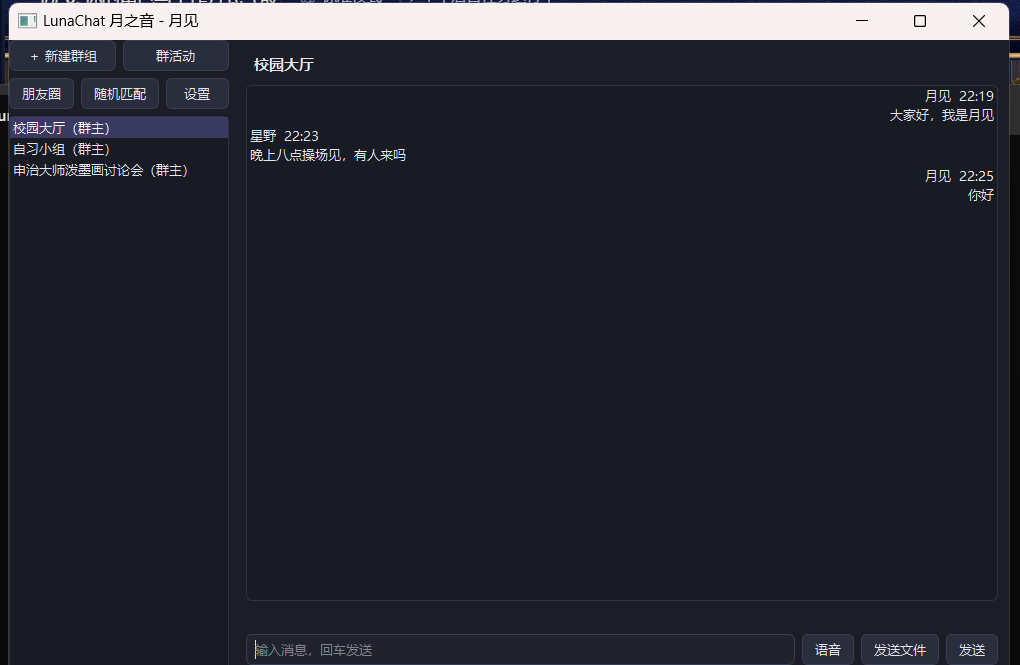 LunaChat 月之音 - 月见
+ 新建群组
群活动
朋友圈
随机匹配
设置
校园大厅（群主）
自习小组（群主）
申治大师泼墨画讨论会（群主）
校园大厅
月见 22:19
大家好，我是月见
星野 22:23
晚上八点操场见，有人来吗
月见 22:25
你好
输入消息，回车发送
语音
发送文件
发送